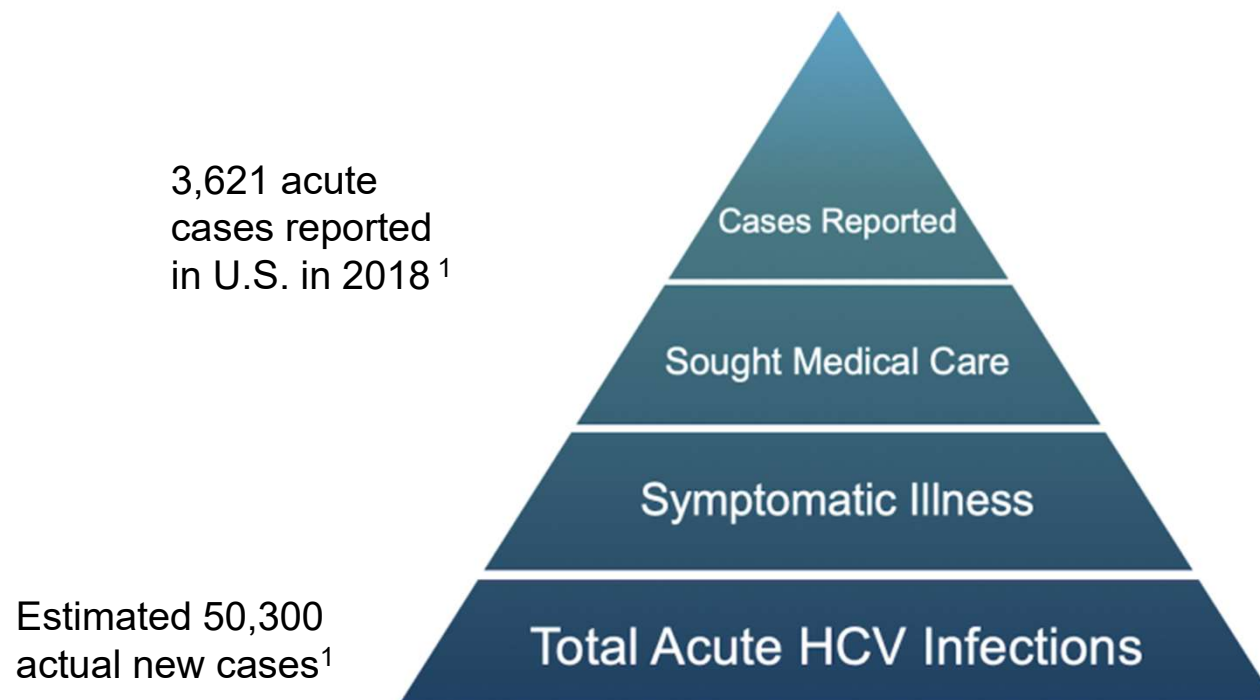 3,621 acute
cases reported
in U.S. in 2018 1
Cases Reported
Sought Medical Care
Symptomatic Illness
Estimated 50,300
actual new cases1
Total Acute HCV Infections